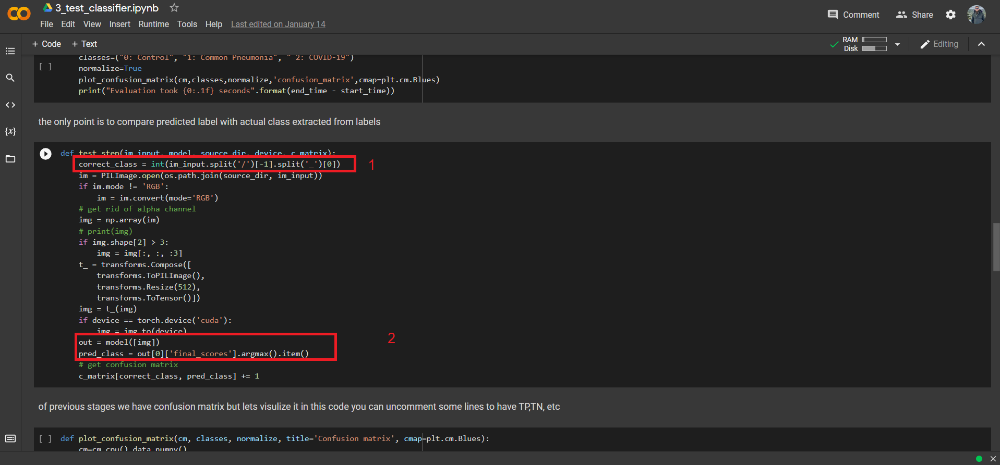 3_test_classifier.ipynb
File Edit View Insert Runtime Tools Help Last edited on January 14
Comment Share
+ Code + Text
RAM
Disk
Editing
classes=("0: Control", "1: Common Pneumonia", " 2: COVID-19")
[ ]
normalize=True
plot_confusion_matrix(cm,classes,normalize,'confusion_matrix',cmap=plt.cm.Blues)
print("Evaluation took {0:.1f} seconds".format(end_time - start_time))
the only point is to compare predicted label with actual class extracted from labels
def test_step(im_input, model, source_dir, device, c_matrix):
correct_class = int(im_input.split('/')[-1].split('_')[0])
1
im = PILImage.open(os.path.join(source_dir, im_input))
if im.mode != 'RGB':
im = im.convert(mode='RGB')
# get rid of alpha channel
img = np.array(im)
# print(img)
if img.shape[2] > 3:
img = img[:, :, :3]
t_ = transforms.Compose([
transforms.ToPILImage(),
transforms.Resize(512),
transforms.ToTensor()])
img = t_(img)
if device == torch.device('cuda'):
img = img.to(device)
2
out = model([img])
pred_class = out[0]['final_scores'].argmax().item()
# get confusion matrix
c_matrix[correct_class, pred_class] += 1
of previous stages we have confusion matrix but lets visulize it in this code you can uncomment some lines to have TP,TN, etc
[ ] def plot_confusion_matrix(cm, classes, normalize, title='Confusion matrix', cmap=plt.cm.Blues):
cm=cm.cpu().data.numpy()
{x}